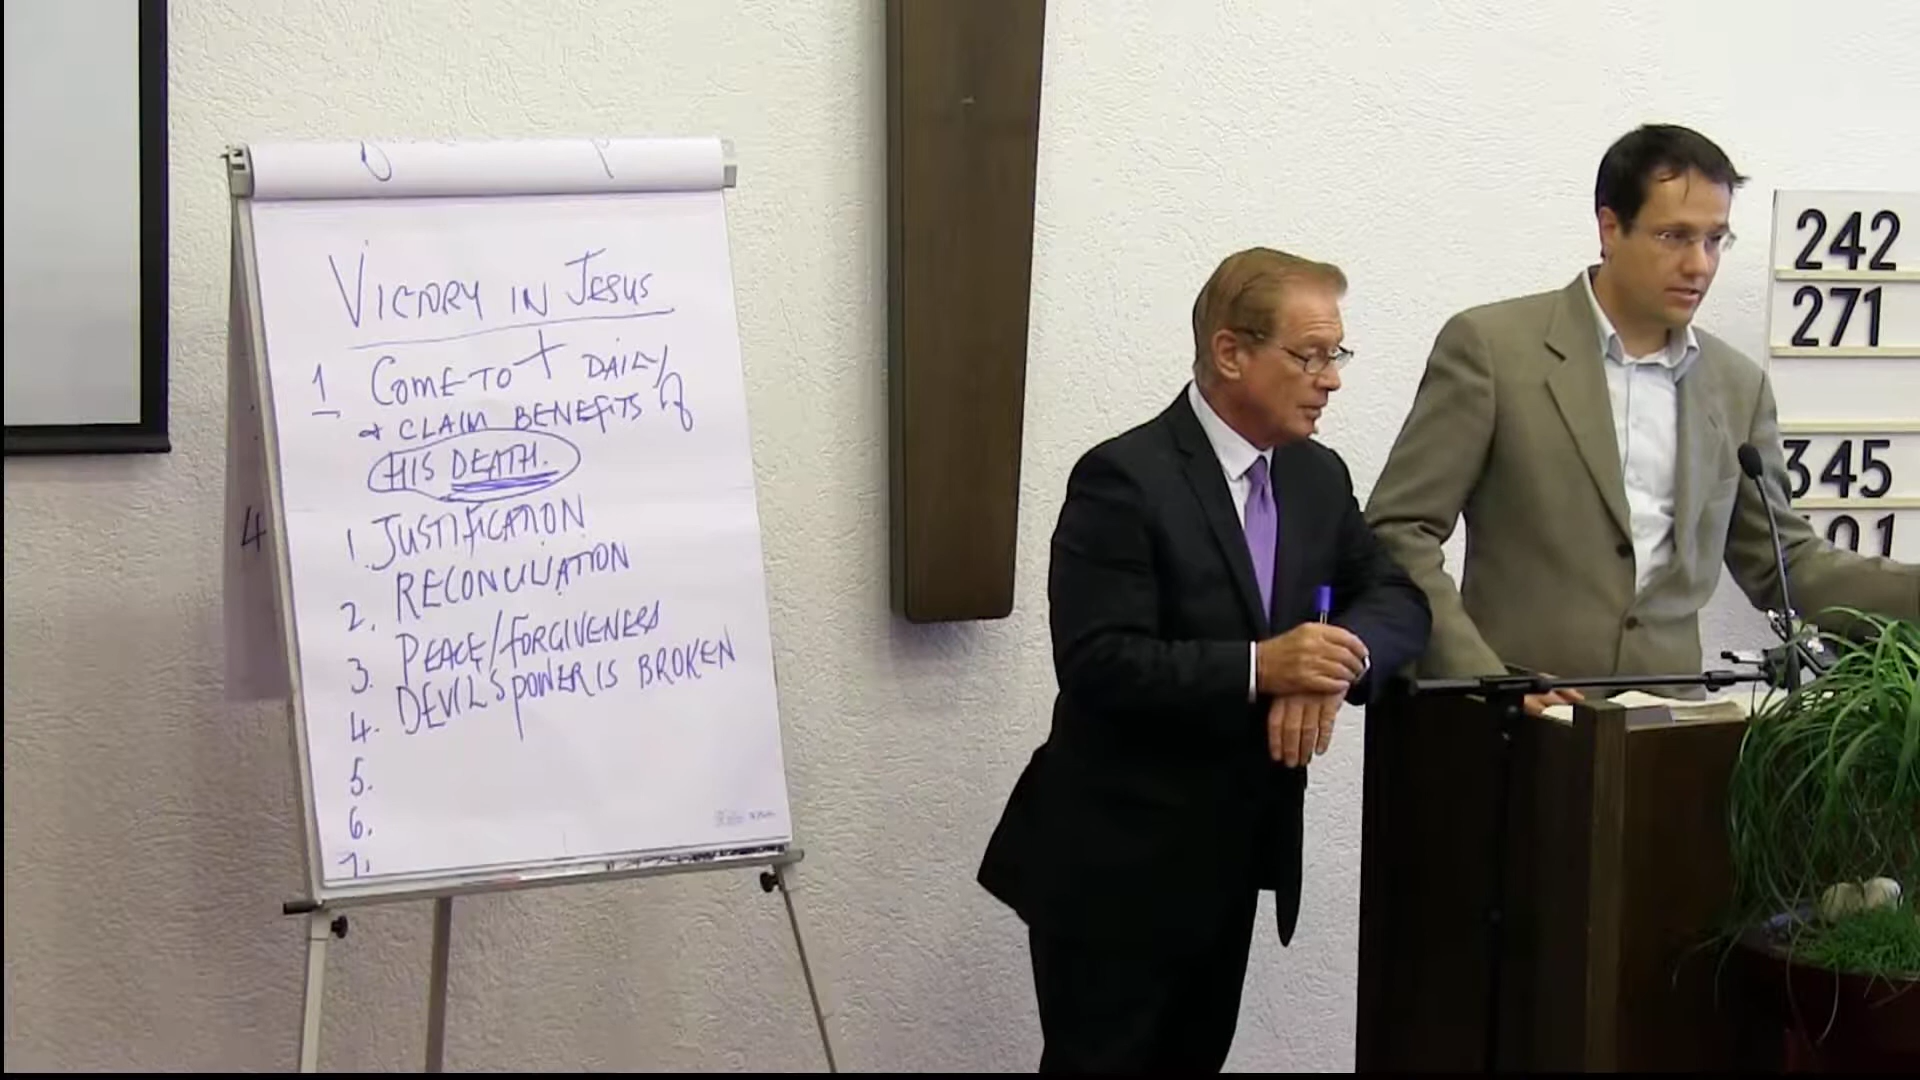 VICTORY IN JESUS
1 COME TO + DAILY
& CLAIM BENEFITS of
HIS DEATH.
1. JUSTIFICATION
2. RECONCILIATION
3. PEACE/FORGIVENESS
4. DEVIL'S POWER IS BROKEN
5.
6.
7.
4
242
271
345